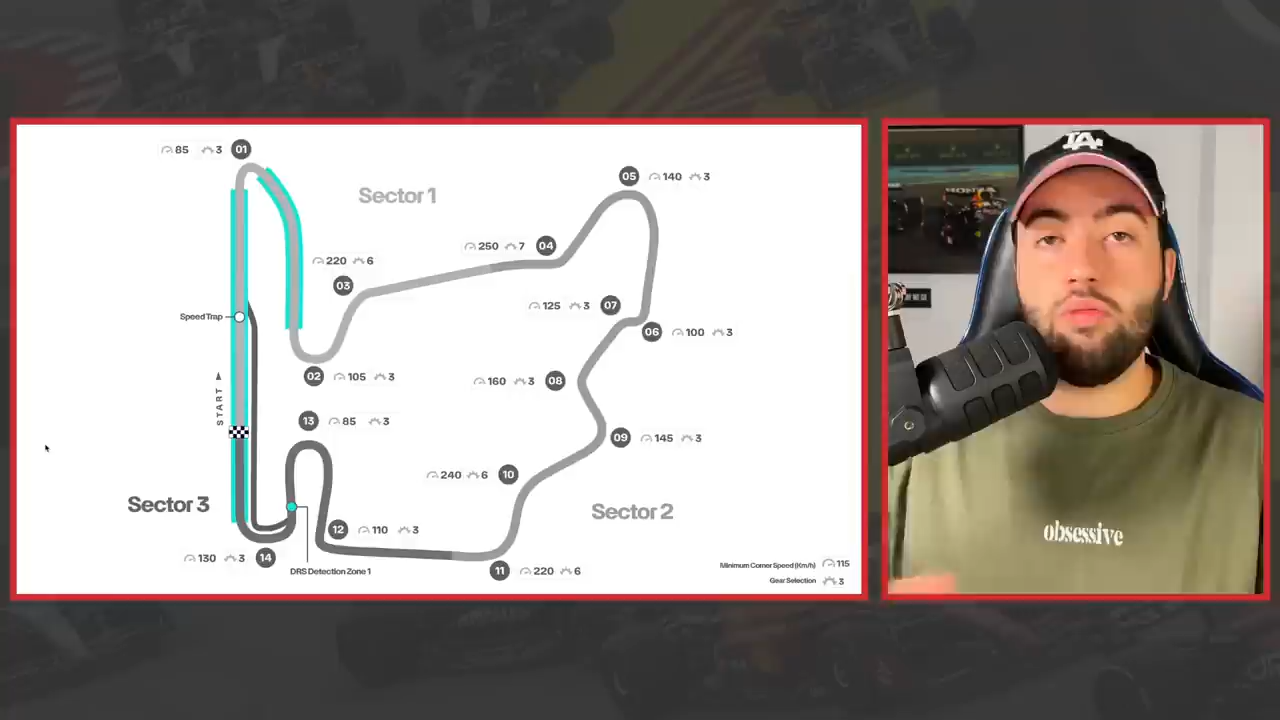 85 3 01
Sector 1
05 140 3
250 7 04
220 6
03
125 3 07
Speed Trap
06 100 3
START
02 105 3
160 3 08
13 85 3
09 145 3
240 6 10
Sector 3
Sector 2
12 110 3
130 3 14
DRS Detection Zone 1
11 220 6
Minimum Corner Speed (Km/h) 115
Gear Selection 3
LA
HONDA
obsessive